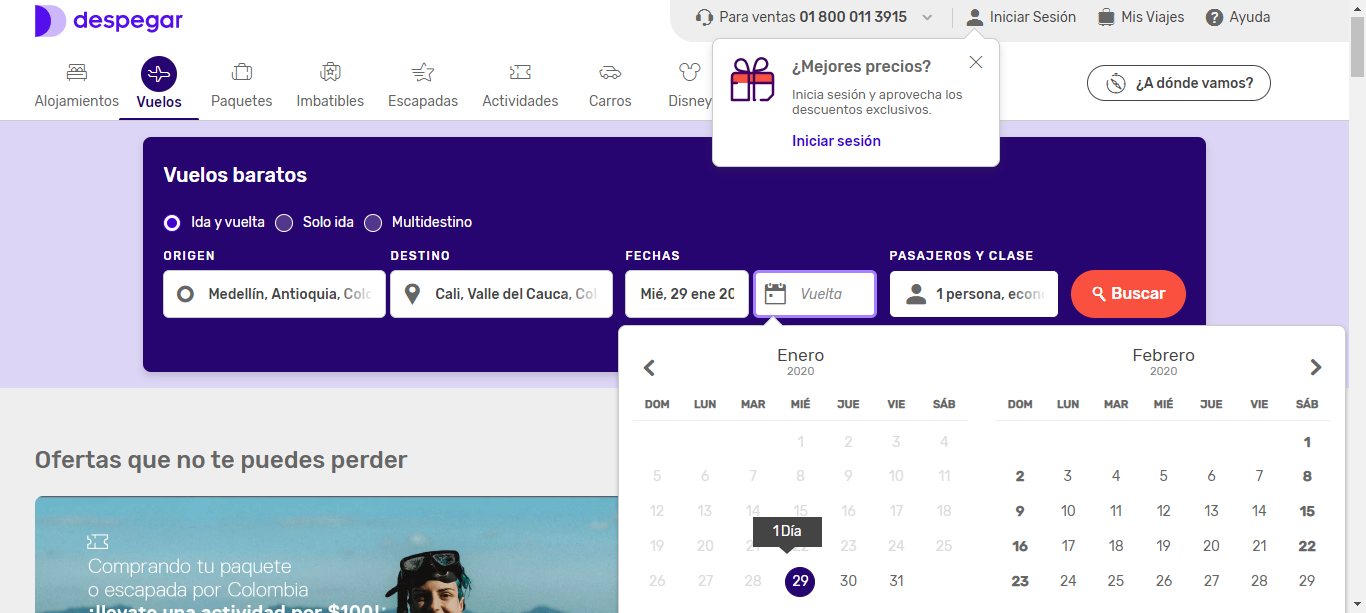 despegar
Para ventas 01 800 011 3915
Iniciar Sesión
Mis Viajes
Ayuda
Alojamientos
Vuelos
Paquetes
Imbatibles
Escapadas
Actividades
Carros
Disney
¿A dónde vamos?
¿Mejores precios?
Inicia sesión y aprovecha los
descuentos exclusivos.
Iniciar sesión
Vuelos baratos
Ida y vuelta
Solo ida
Multidestino
ORIGEN
DESTINO
FECHAS
PASAJEROS Y CLASE
Medellín, Antioquia, Colc
Cali, Valle del Cauca, Col
Mié, 29 ene 20
Vuelta
1 persona, econ
Buscar
Enero
2020
DOM LUN MAR MIÉ JUE VIE SÁB
1 2 3 4
5 6 7 8 9 10 11
12 13 14 15 16 17 18
1 Día
19 20 21 22 23 24 25
26 27 28 29 30 31
Febrero
2020
DOM LUN MAR MIÉ JUE VIE SÁB
1
2 3 4 5 6 7 8
9 10 11 12 13 14 15
16 17 18 19 20 21 22
23 24 25 26 27 28 29
Ofertas que no te puedes perder
Comprando tu paquete
o escapada por Colombia
¡llevate una actividad por $100!*